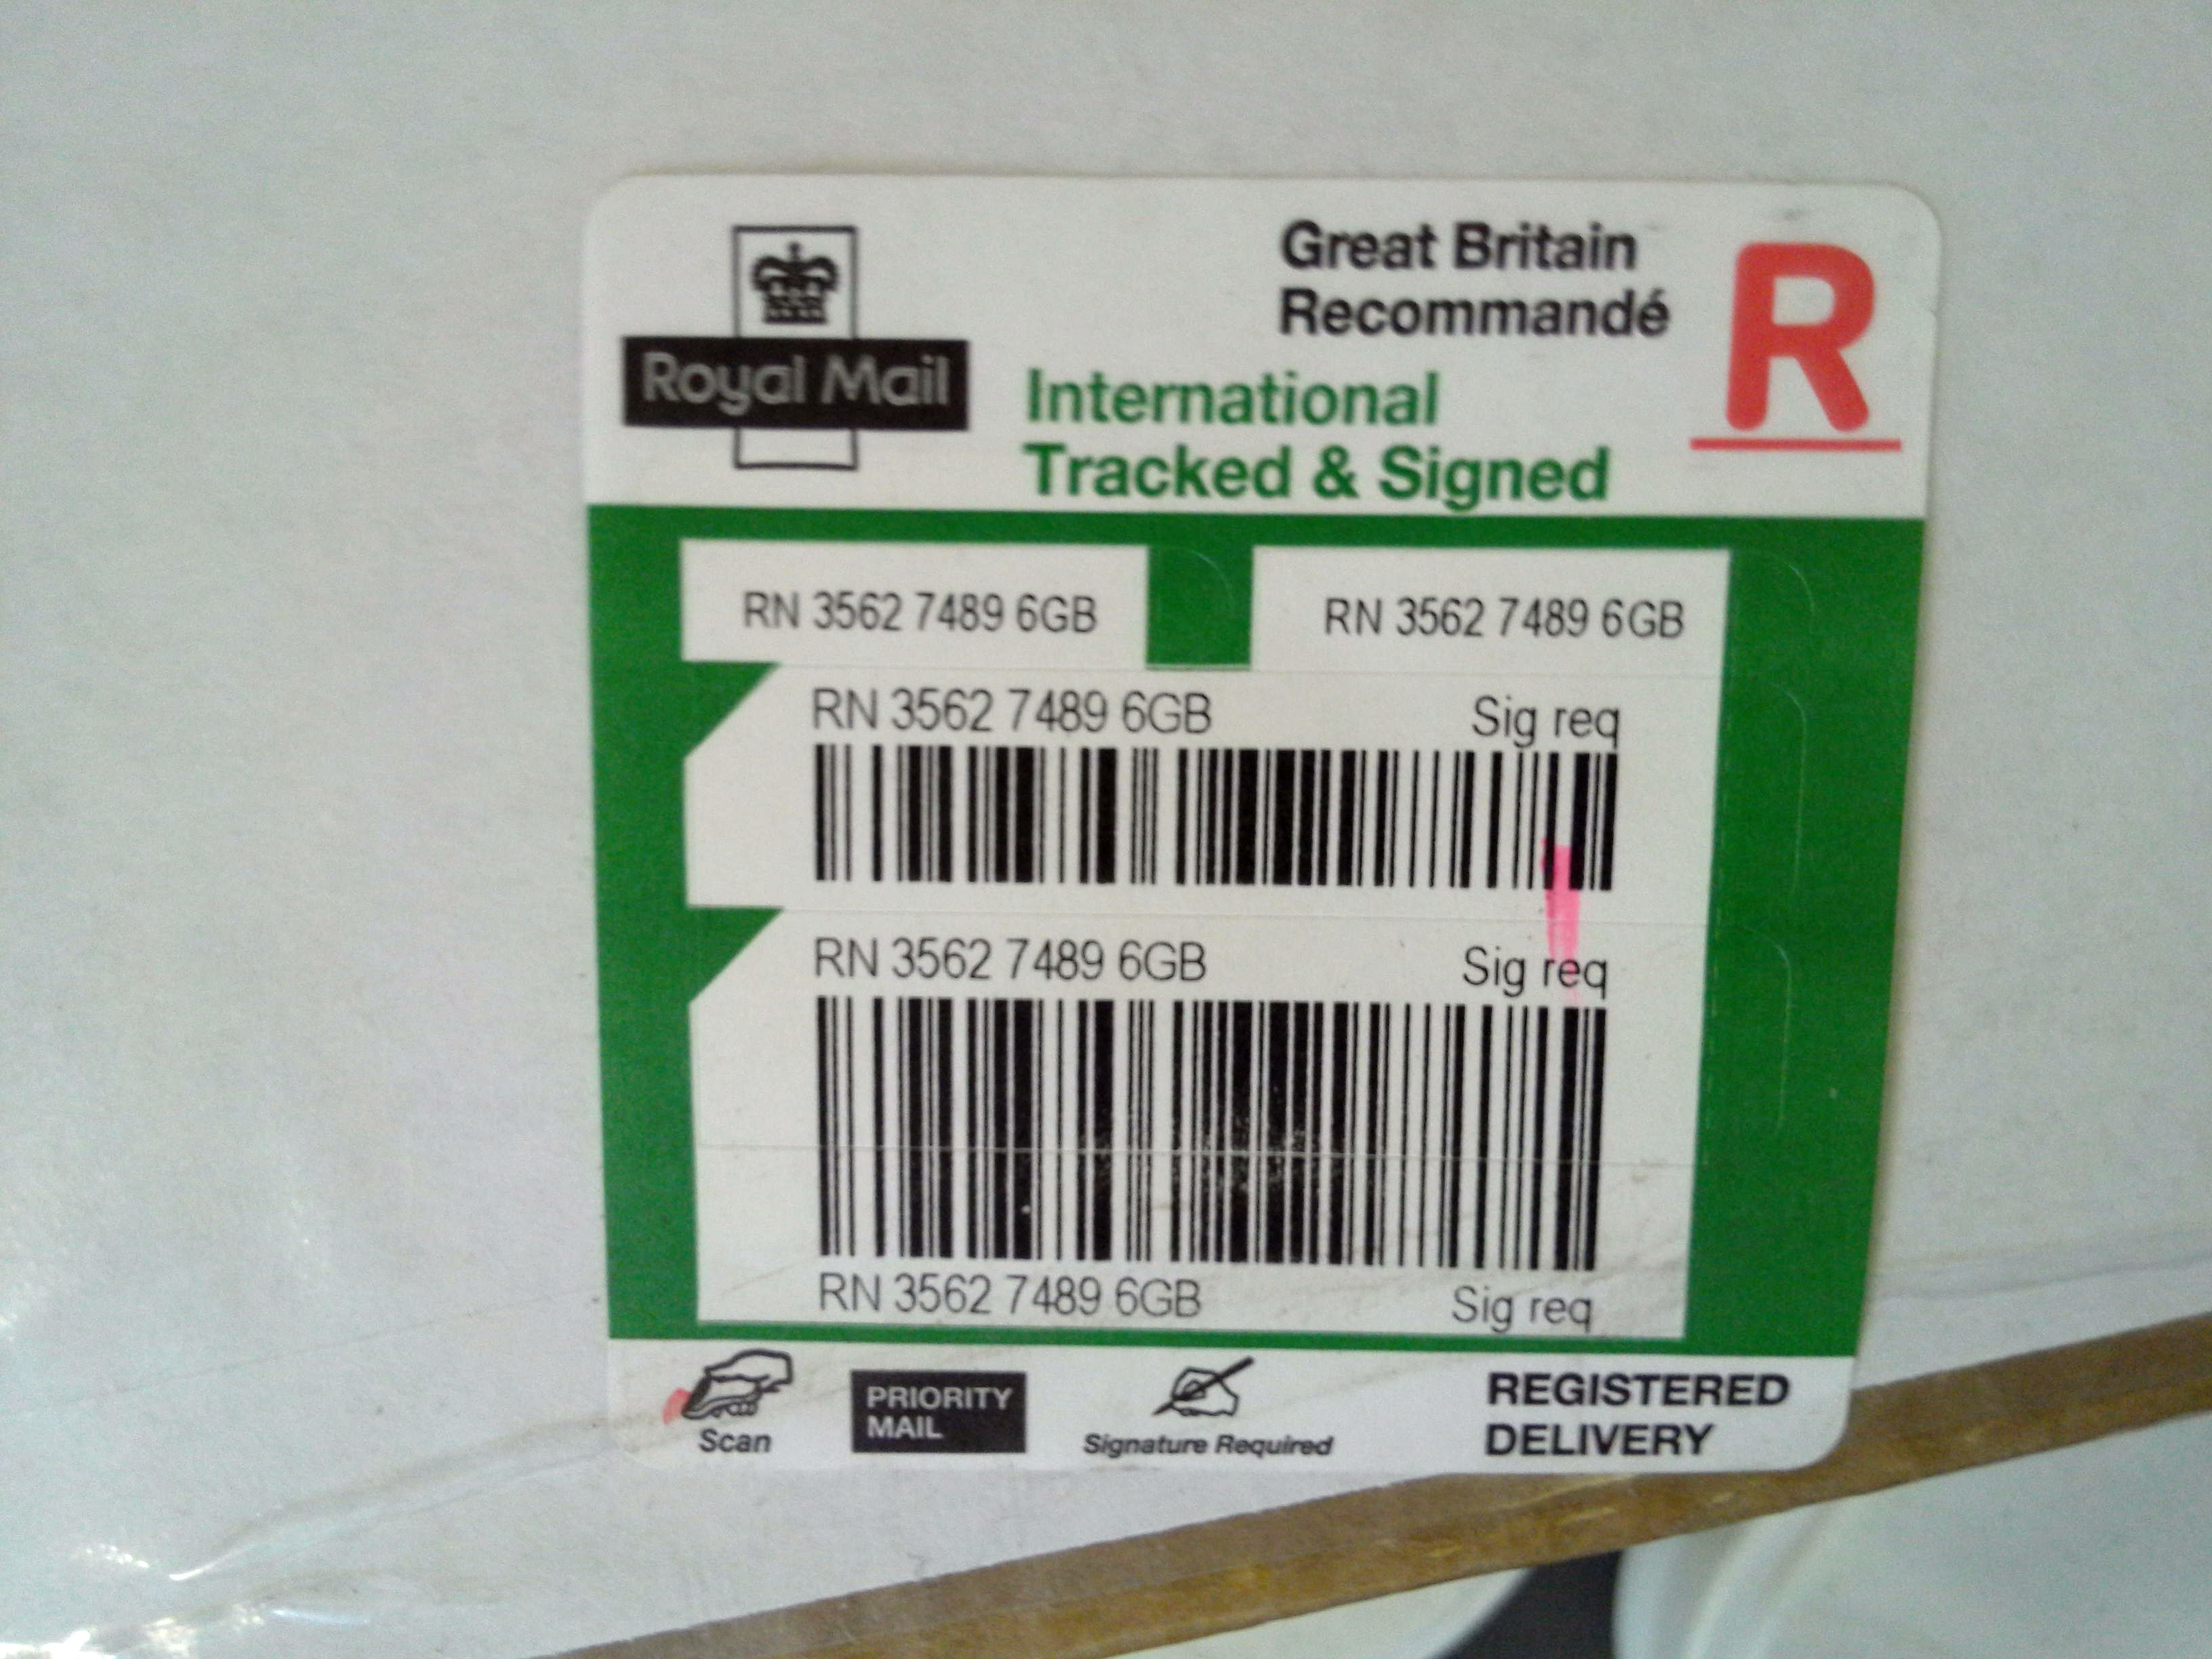 Great Britain
Recommandé
R
Royal Mail
International
Tracked & Signed
RN 3562 7489 6GB
RN 3562 7489 6GB
RN 3562 7489 6GB Sig req
RN 3562 7489 6GB Sig req
RN 3562 7489 6GB Sig req
Scan
PRIORITY
MAIL
Signature Required
REGISTERED
DELIVERY